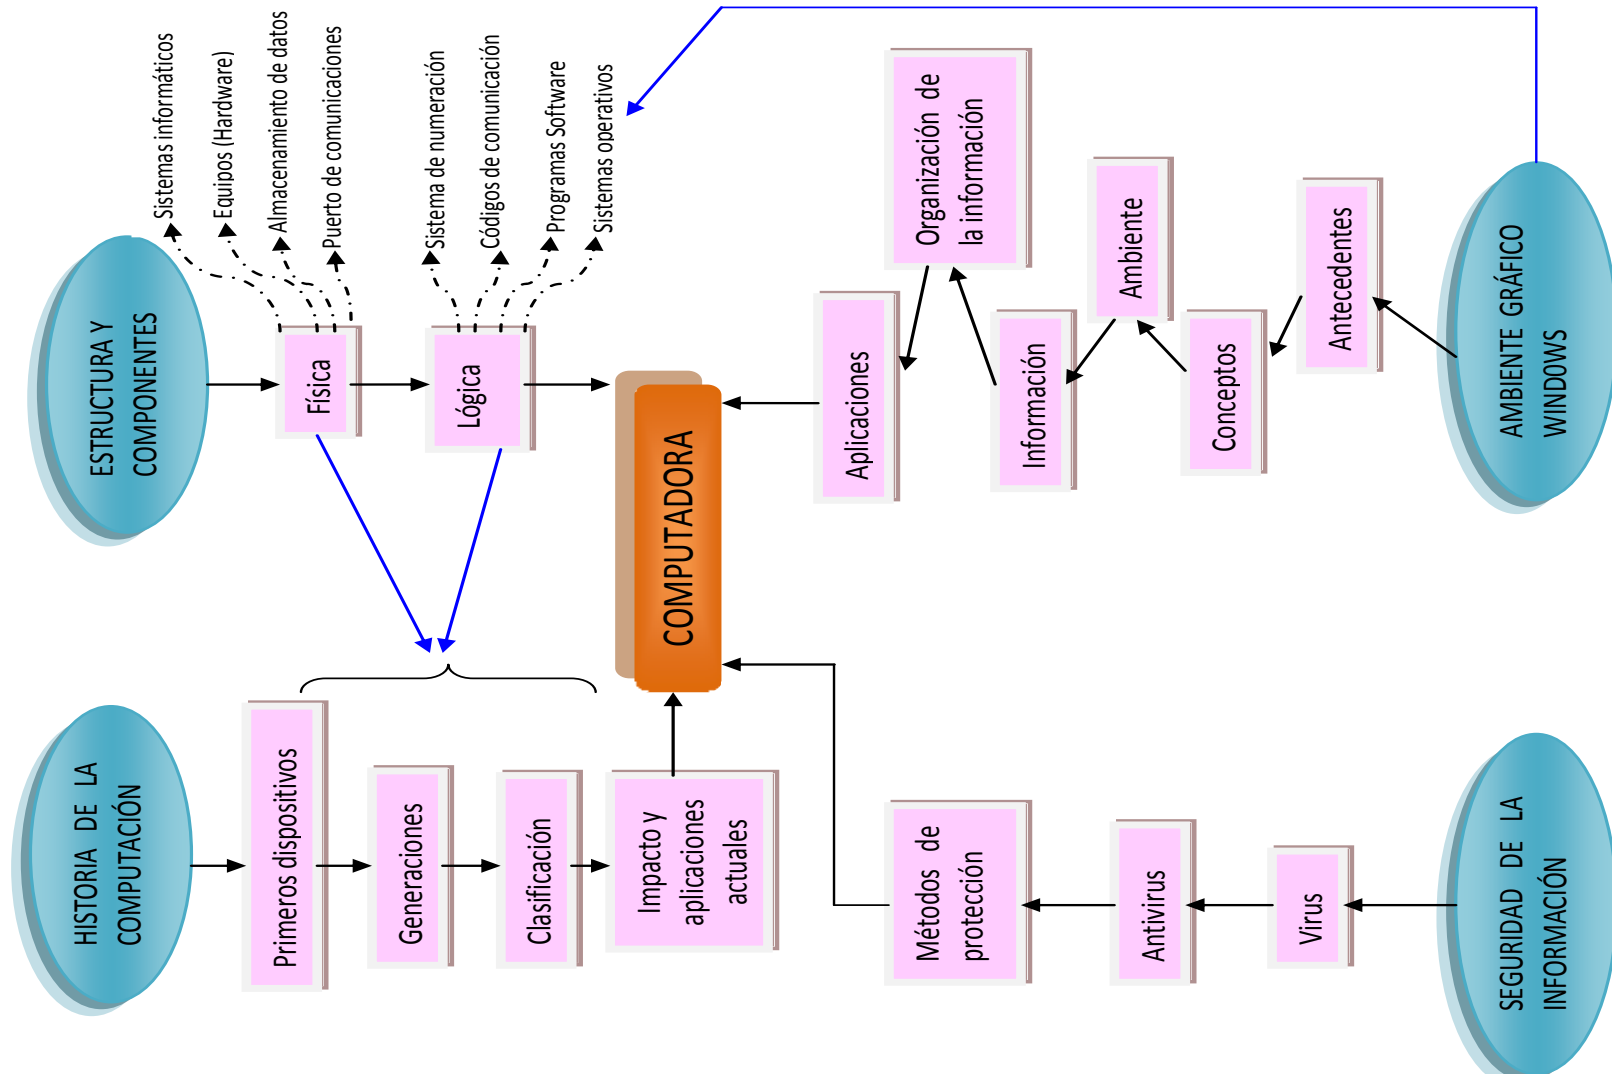 HISTORIA DE LA
COMPUTACIÓN
Primeros dispositivos
Generaciones
Clasificación
Impacto y
aplicaciones
actuales
ESTRUCTURA Y
COMPONENTES
Física
Sistemas informáticos
Equipos (Hardware)
Almacenamiento de datos
Puerto de comunicaciones
Lógica
Sistema de numeración
Códigos de comunicación
Programas Software
Sistemas operativos
COMPUTADORA
SEGURIDAD DE LA
INFORMACIÓN
Virus
Antivirus
Métodos de
protección
AMBIENTE GRÁFICO
WINDOWS
Antecedentes
Conceptos
Ambiente
Información
Organización de
la información
Aplicaciones